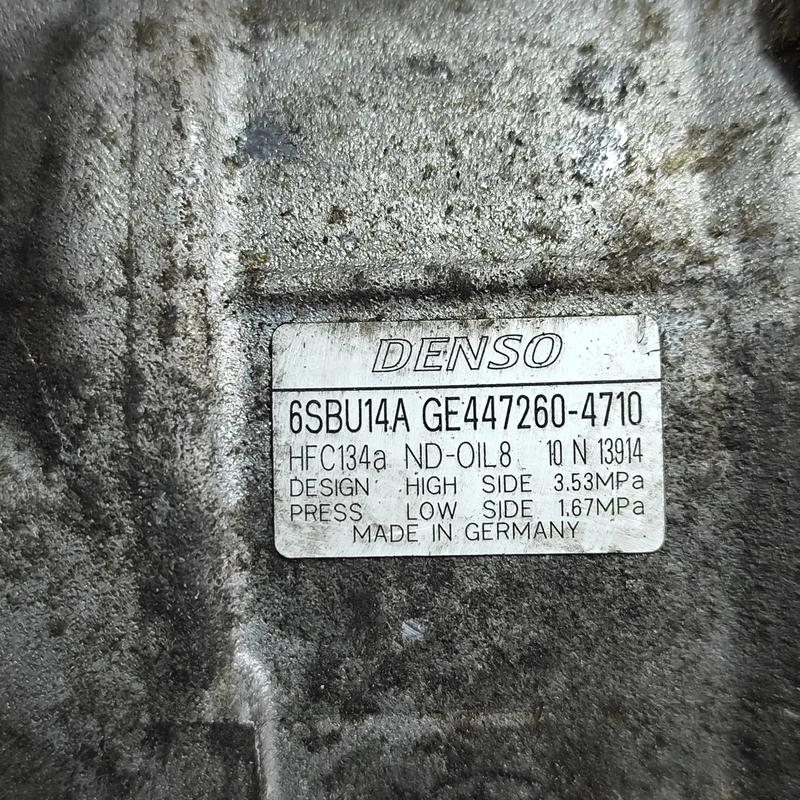 DENSO
6SBU14A GE447260-4710
HFC134a ND-OIL8 10 N 13914
DESIGN HIGH SIDE 3.53MPa
PRESS LOW SIDE 1.67MPa
MADE IN GERMANY